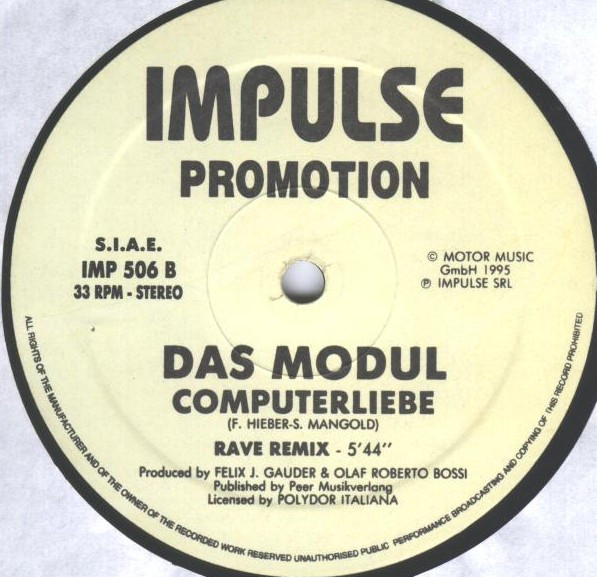 IMPULSE
PROMOTION
S.I.A.E.
IMP 506 B
33 RPM - STEREO
© MOTOR MUSIC
GmbH 1995
℗ IMPULSE SRL
DAS MODUL
COMPUTERLIEBE
(F. HIEBER-S. MANGOLD)
RAVE REMIX - 5'44''
Produced by FELIX J. GAUDER & OLAF ROBERTO BOSSI
Published by Peer Musikverlang
Licensed by POLYDOR ITALIANA
ALL RIGHTS OF THE MANUFACTURER AND OF THE OWNER OF THE RECORDED WORK RESERVED UNAUTHORISED PUBLIC PERFORMANCE BROADCASTING AND COPYING OF THIS RECORD PROHIBITED